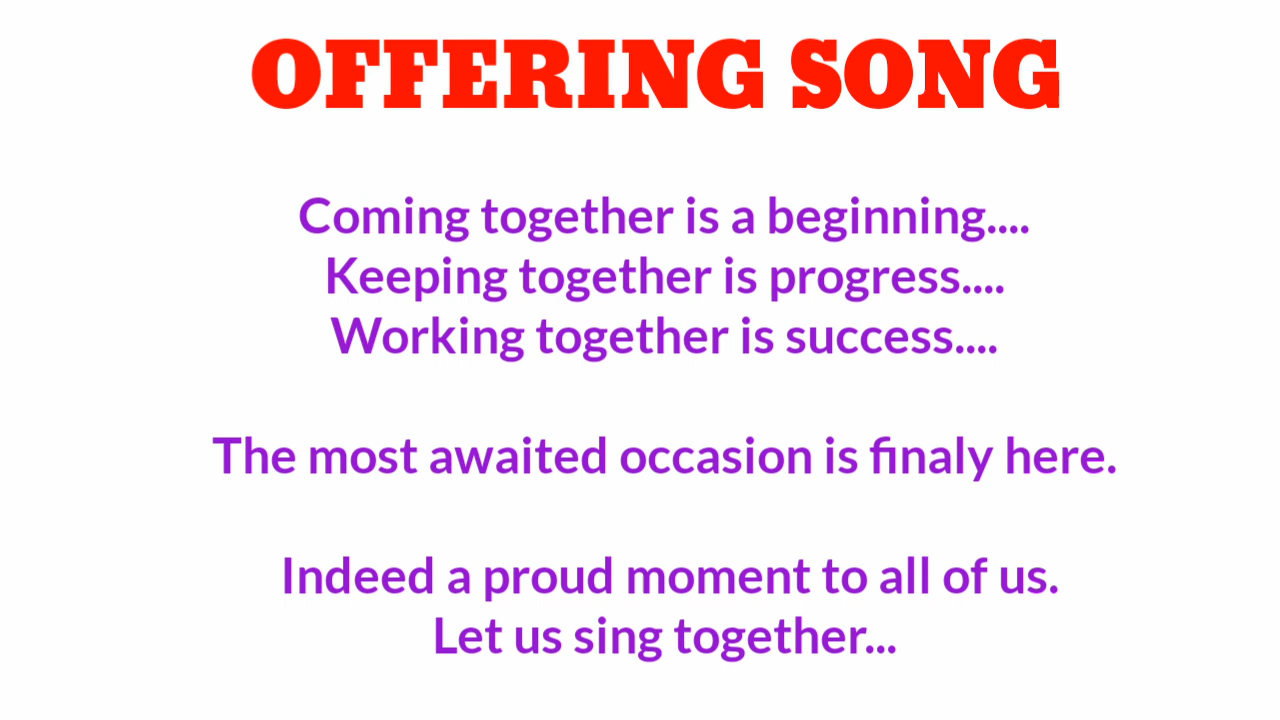 OFFERING SONG
Coming together is a beginning....
Keeping together is progress....
Working together is success....
The most awaited occasion is finaly here.
Indeed a proud moment to all of us.
Let us sing together...